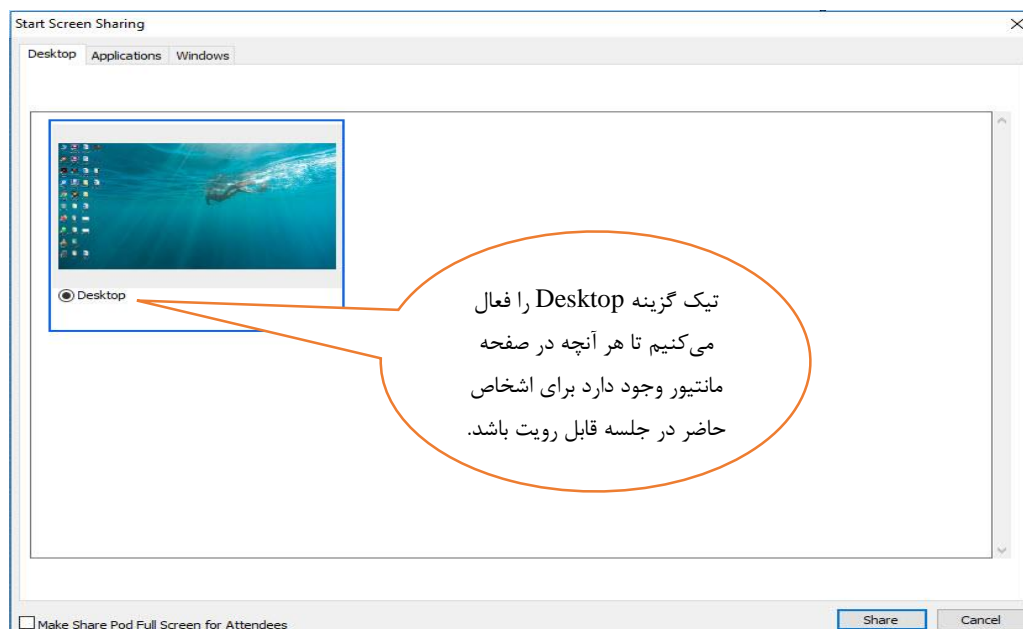 Start Screen Sharing
Desktop Applications Windows
Desktop
تیک گزینه Desktop را فعال
می‌کنیم تا هر آنچه در صفحه
مانتیور وجود دارد برای اشخاص
حاضر در جلسه قابل رویت باشد.
Make Share Pod Full Screen for Attendees
Share Cancel